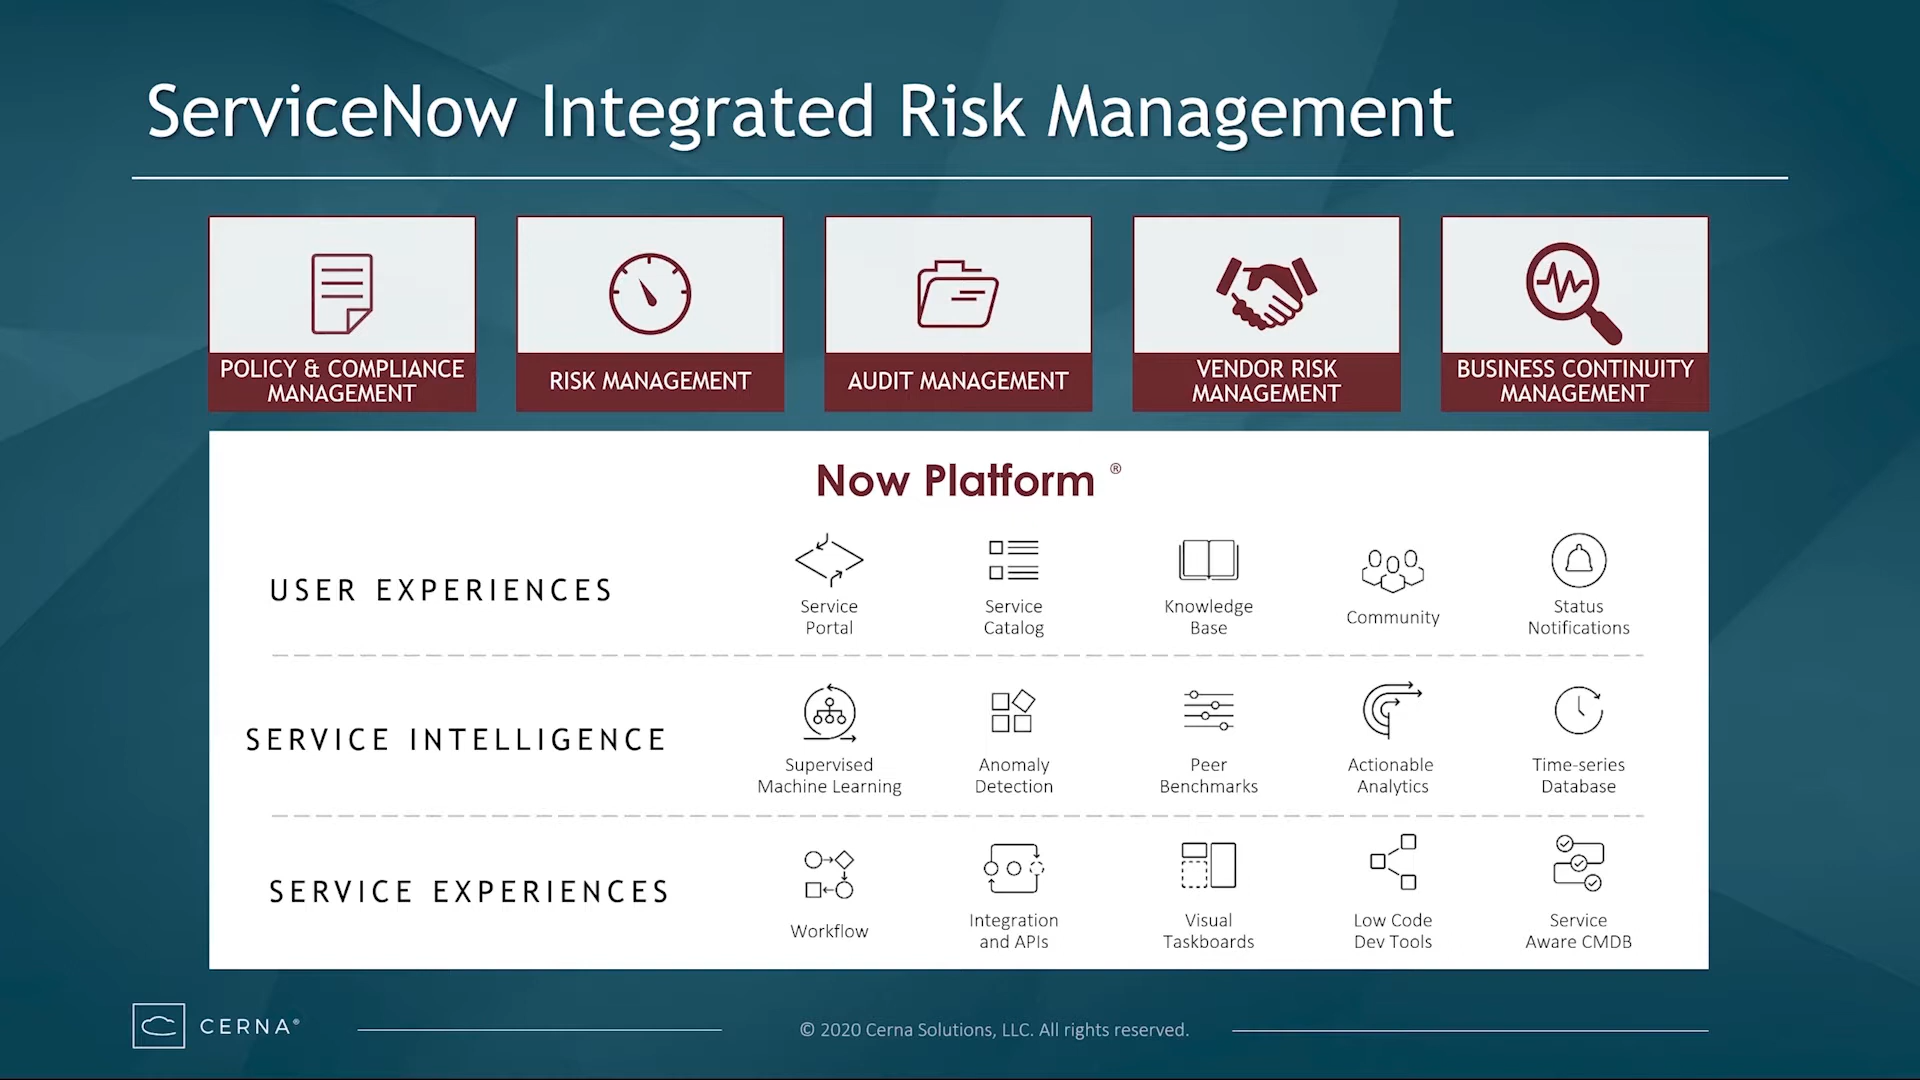 ServiceNow Integrated Risk Management
POLICY & COMPLIANCE
MANAGEMENT
RISK MANAGEMENT
AUDIT MANAGEMENT
VENDOR RISK
MANAGEMENT
BUSINESS CONTINUITY
MANAGEMENT
Now Platform ®
USER EXPERIENCES
Service
Portal
Service
Catalog
Knowledge
Base
Community
Status
Notifications
SERVICE INTELLIGENCE
Supervised
Machine Learning
Anomaly
Detection
Peer
Benchmarks
Actionable
Analytics
Time-series
Database
SERVICE EXPERIENCES
Workflow
Integration
and APIs
Visual
Taskboards
Low Code
Dev Tools
Service
Aware CMDB
CERNA®
© 2020 Cerna Solutions, LLC. All rights reserved.